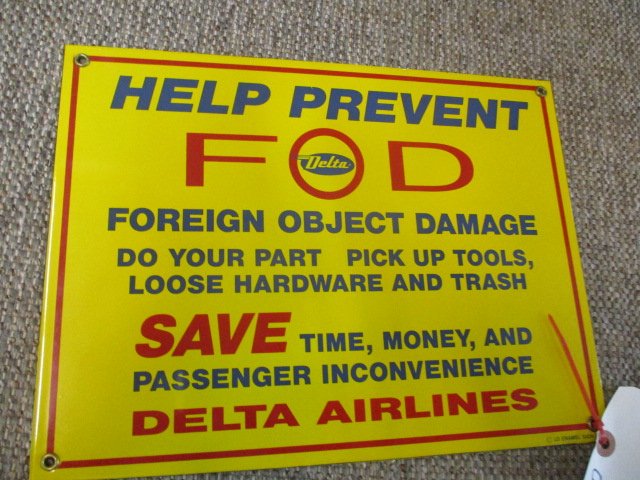 HELP PREVENT
FOD
Delta
FOREIGN OBJECT DAMAGE
DO YOUR PART PICK UP TOOLS,
LOOSE HARDWARE AND TRASH
SAVE TIME, MONEY, AND
PASSENGER INCONVENIENCE
DELTA AIRLINES